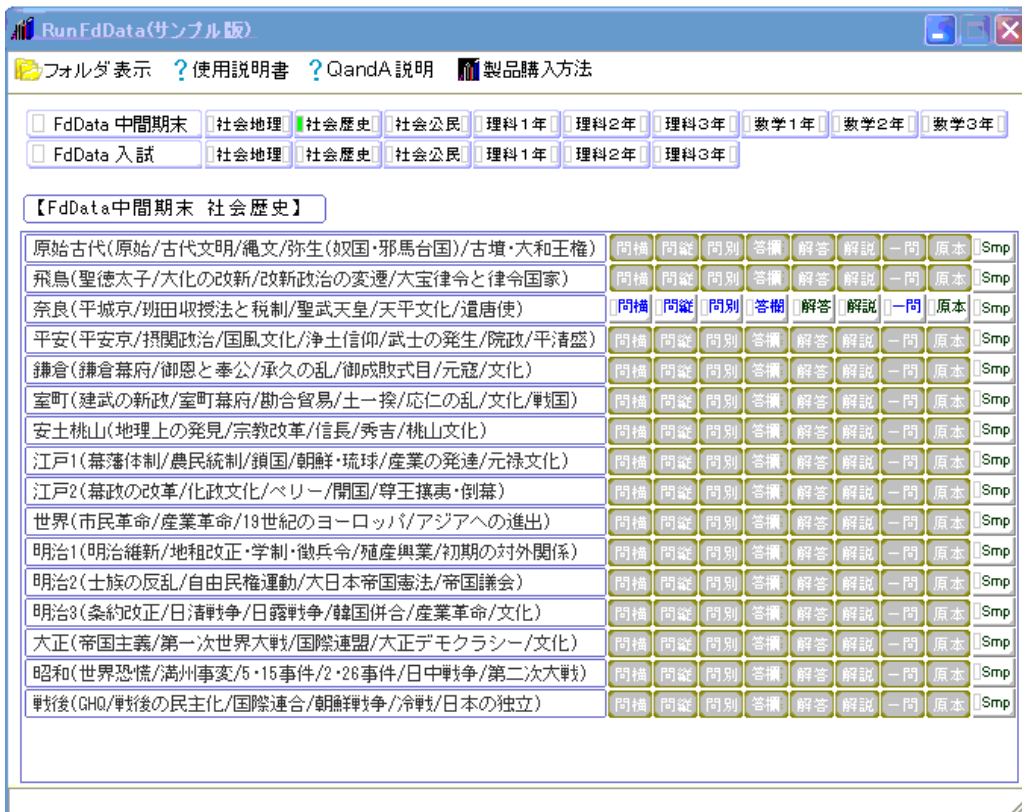 RunFdData(サンプル版)
フォルダ表示 ?使用説明書 ?QandA説明 製品購入方法
FdData 中間期末 社会地理 社会歴史 社会公民 理科1年 理科2年 理科3年 数学1年 数学2年 数学3年
FdData 入試 社会地理 社会歴史 社会公民 理科1年 理科2年 理科3年
【FdData中間期末 社会歴史】
原始古代(原始/古代文明/縄文/弥生(奴国・邪馬台国)/古墳・大和王権) 問横 問縦 問別 答欄 解答 解説 一問 原本 Smp
飛鳥(聖徳太子/大化の改新/改新政治の変遷/大宝律令と律令国家) 問横 問縦 問別 答欄 解答 解説 一問 原本 Smp
奈良(平城京/班田収授法と税制/聖武天皇/天平文化/遣唐使) 問横 問縦 問別 答欄 解答 解説 一問 原本 Smp
平安(平安京/摂関政治/国風文化/浄土信仰/武士の発生/院政/平清盛) 問横 問縦 問別 答欄 解答 解説 一問 原本 Smp
鎌倉(鎌倉幕府/御恩と奉公/承久の乱/御成敗式目/元寇/文化) 問横 問縦 問別 答欄 解答 解説 一問 原本 Smp
室町(建武の新政/室町幕府/勘合貿易/土一揆/応仁の乱/文化/戦国) 問横 問縦 問別 答欄 解答 解説 一問 原本 Smp
安土桃山(地理上の発見/宗教改革/信長/秀吉/桃山文化) 問横 問縦 問別 答欄 解答 解説 一問 原本 Smp
江戸1(幕藩体制/農民統制/鎖国/朝鮮・琉球/産業の発達/元禄文化) 問横 問縦 問別 答欄 解答 解説 一問 原本 Smp
江戸2(幕政の改革/化政文化/ペリー/開国/尊王攘夷・倒幕) 問横 問縦 問別 答欄 解答 解説 一問 原本 Smp
世界(市民革命/産業革命/19世紀のヨーロッパ/アジアへの進出) 問横 問縦 問別 答欄 解答 解説 一問 原本 Smp
明治1(明治維新/地租改正・学制・徴兵令/殖産興業/初期の対外関係) 問横 問縦 問別 答欄 解答 解説 一問 原本 Smp
明治2(士族の反乱/自由民権運動/大日本帝国憲法/帝国議会) 問横 問縦 問別 答欄 解答 解説 一問 原本 Smp
明治3(条約改正/日清戦争/日露戦争/韓国併合/産業革命/文化) 問横 問縦 問別 答欄 解答 解説 一問 原本 Smp
大正(帝国主義/第一次世界大戦/国際連盟/大正デモクラシー/文化) 問横 問縦 問別 答欄 解答 解説 一問 原本 Smp
昭和(世界恐慌/満州事変/5・15事件/2・26事件/日中戦争/第二次大戦) 問横 問縦 問別 答欄 解答 解説 一問 原本 Smp
戦後(GHQ/戦後の民主化/国際連合/朝鮮戦争/冷戦/日本の独立) 問横 問縦 問別 答欄 解答 解説 一問 原本 Smp